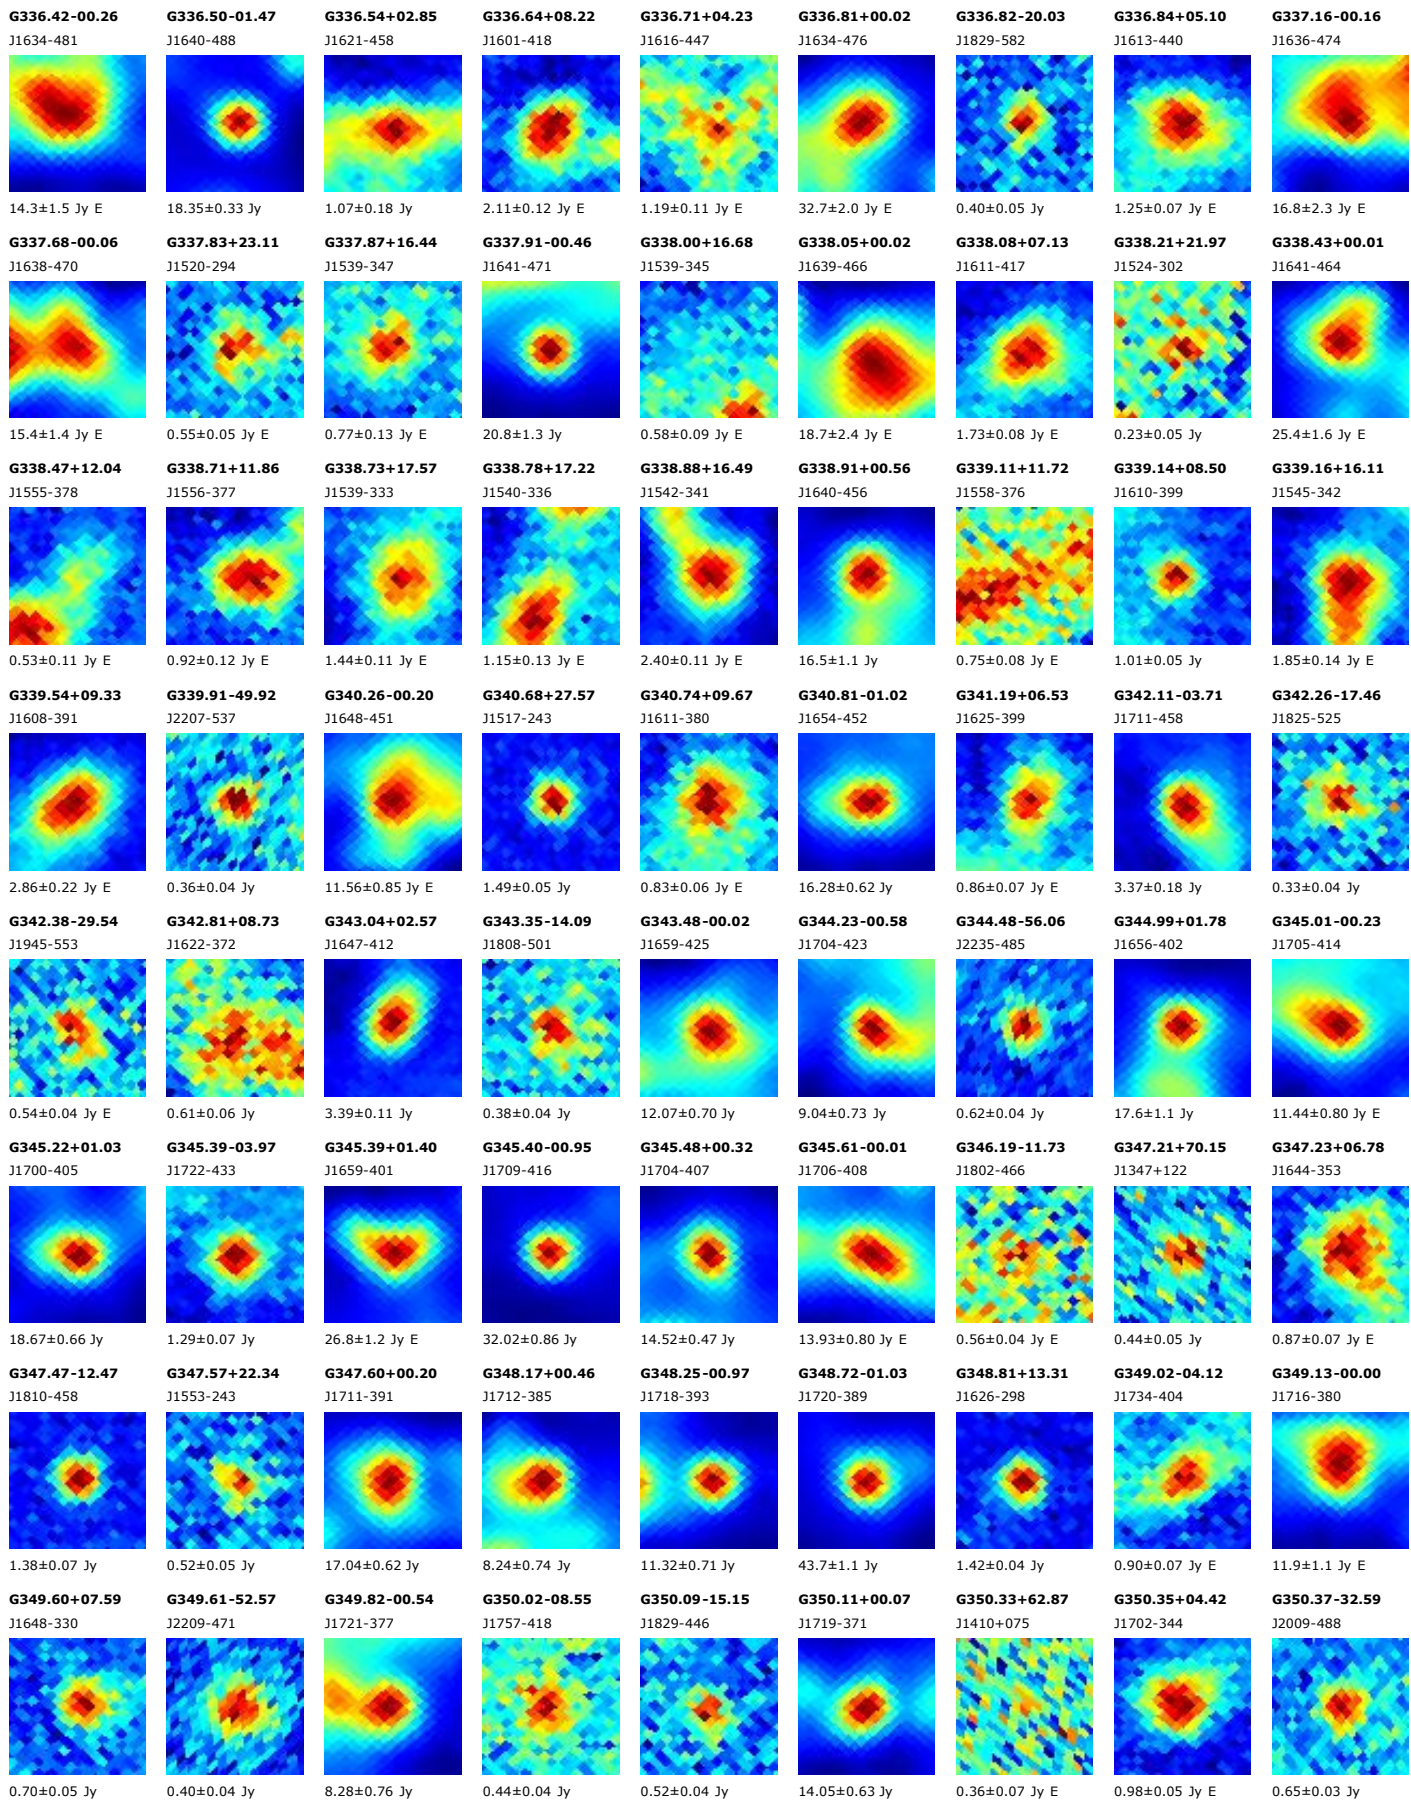 G336.42-00.26 G336.50-01.47 G336.54+02.85 G336.64+08.22 G336.71+04.23 G336.81+00.02 G336.82-20.03 G336.84+05.10 G337.16-00.16
J1634-481 J1640-488 J1621-458 J1601-418 J1616-447 J1634-476 J1829-582 J1613-440 J1636-474
14.3±1.5 Jy E 18.35±0.33 Jy 1.07±0.18 Jy 2.11±0.12 Jy E 1.19±0.11 Jy E 32.7±2.0 Jy E 0.40±0.05 Jy 1.25±0.07 Jy E 16.8±2.3 Jy E
G337.68-00.06 G337.83+23.11 G337.87+16.44 G337.91-00.46 G338.00+16.68 G338.05+00.02 G338.08+07.13 G338.21+21.97 G338.43+00.01
J1638-470 J1520-294 J1539-347 J1641-471 J1539-345 J1639-466 J1611-417 J1524-302 J1641-464
15.4±1.4 Jy E 0.55±0.05 Jy E 0.77±0.13 Jy E 20.8±1.3 Jy 0.58±0.09 Jy E 18.7±2.4 Jy E 1.73±0.08 Jy E 0.23±0.05 Jy 25.4±1.6 Jy E
G338.47+12.04 G338.71+11.86 G338.73+17.57 G338.78+17.22 G338.88+16.49 G338.91+00.56 G339.11+11.72 G339.14+08.50 G339.16+16.11
J1555-378 J1556-377 J1539-333 J1540-336 J1542-341 J1640-456 J1558-376 J1610-399 J1545-342
0.53±0.11 Jy E 0.92±0.12 Jy E 1.44±0.11 Jy E 1.15±0.13 Jy E 2.40±0.11 Jy E 16.5±1.1 Jy 0.75±0.08 Jy E 1.01±0.05 Jy 1.85±0.14 Jy E
G339.54+09.33 G339.91-49.92 G340.26-00.20 G340.68+27.57 G340.74+09.67 G340.81-01.02 G341.19+06.53 G342.11-03.71 G342.26-17.46
J1608-391 J2207-537 J1648-451 J1517-243 J1611-380 J1654-452 J1625-399 J1711-458 J1825-525
2.86±0.22 Jy E 0.36±0.04 Jy 11.56±0.85 Jy E 1.49±0.05 Jy 0.83±0.06 Jy E 16.28±0.62 Jy 0.86±0.07 Jy E 3.37±0.18 Jy 0.33±0.04 Jy
G342.38-29.54 G342.81+08.73 G343.04+02.57 G343.35-14.09 G343.48-00.02 G344.23-00.58 G344.48-56.06 G344.99+01.78 G345.01-00.23
J1945-553 J1622-372 J1647-412 J1808-501 J1659-425 J1704-423 J2235-485 J1656-402 J1705-414
0.54±0.04 Jy E 0.61±0.06 Jy 3.39±0.11 Jy 0.38±0.04 Jy 12.07±0.70 Jy 9.04±0.73 Jy 0.62±0.04 Jy 17.6±1.1 Jy 11.44±0.80 Jy E
G345.22+01.03 G345.39-03.97 G345.39+01.40 G345.40-00.95 G345.48+00.32 G345.61-00.01 G346.19-11.73 G347.21+70.15 G347.23+06.78
J1700-405 J1722-433 J1659-401 J1709-416 J1704-407 J1706-408 J1802-466 J1347+122 J1644-353
18.67±0.66 Jy 1.29±0.07 Jy 26.8±1.2 Jy E 32.02±0.86 Jy 14.52±0.47 Jy 13.93±0.80 Jy E 0.56±0.04 Jy E 0.44±0.05 Jy 0.87±0.07 Jy E
G347.47-12.47 G347.57+22.34 G347.60+00.20 G348.17+00.46 G348.25-00.97 G348.72-01.03 G348.81+13.31 G349.02-04.12 G349.13-00.00
J1810-458 J1553-243 J1711-391 J1712-385 J1718-393 J1720-389 J1626-298 J1734-404 J1716-380
1.38±0.07 Jy 0.52±0.05 Jy 17.04±0.62 Jy 8.24±0.74 Jy 11.32±0.71 Jy 43.7±1.1 Jy 1.42±0.04 Jy 0.90±0.07 Jy E 11.9±1.1 Jy E
G349.60+07.59 G349.61-52.57 G349.82-00.54 G350.02-08.55 G350.09-15.15 G350.11+00.07 G350.33+62.87 G350.35+04.42 G350.37-32.59
J1648-330 J2209-471 J1721-377 J1757-418 J1829-446 J1719-371 J1410+075 J1702-344 J2009-488
0.70±0.05 Jy 0.40±0.04 Jy 8.28±0.76 Jy 0.44±0.04 Jy 0.52±0.04 Jy 14.05±0.63 Jy 0.36±0.07 Jy E 0.98±0.05 Jy E 0.65±0.03 Jy